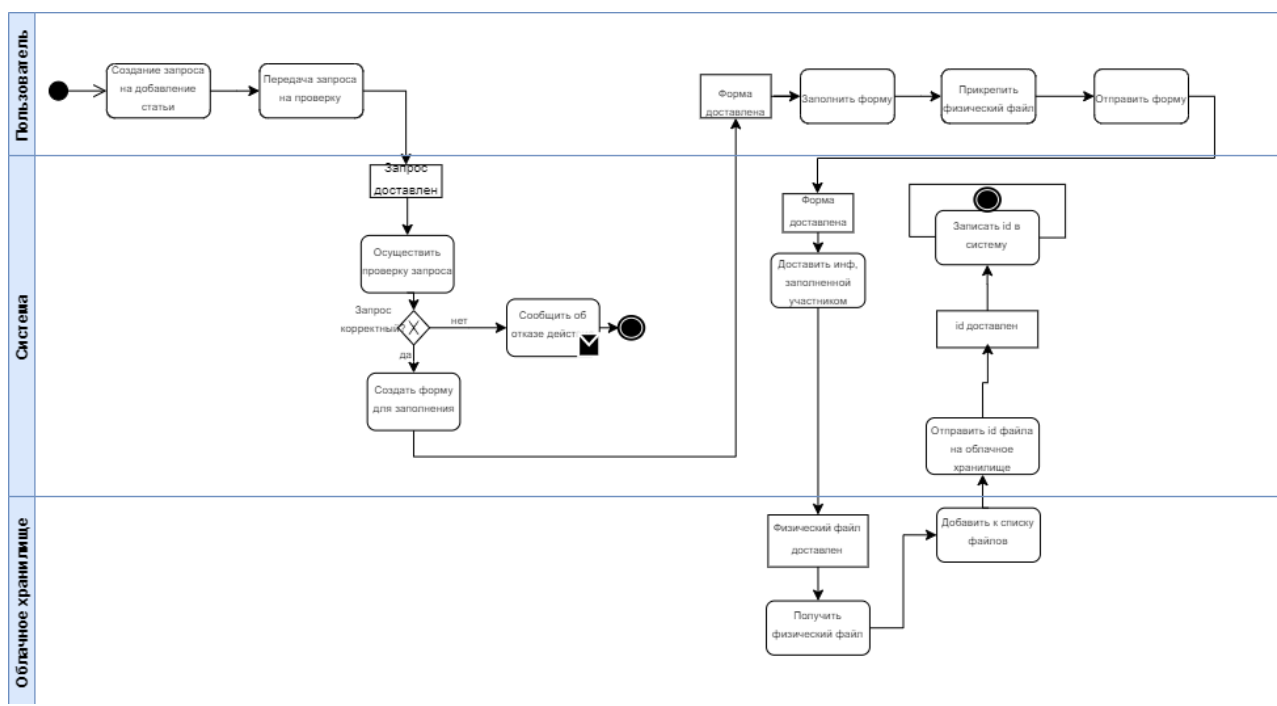 Пользователь
Создание запроса
на добавление
статьи
Передача запроса
на проверку
Форма
доставлена
Заполнить форму
Прикрепить
физический файл
Отправить форму
Система
Запрос
доставлен
Осуществить
проверку запроса
Запрос
корректный?
нет
да
Сообщить об
отказе дейст
Создать форму
для заполнения
Форма
доставлена
Доставить инф,
заполненной
участником
Записать id в
систему
id доставлен
Отправить id файла
на облачное
хранилище
Облачное хранилище
Физический файл
доставлен
Получить
физический файл
Добавить к списку
файлов